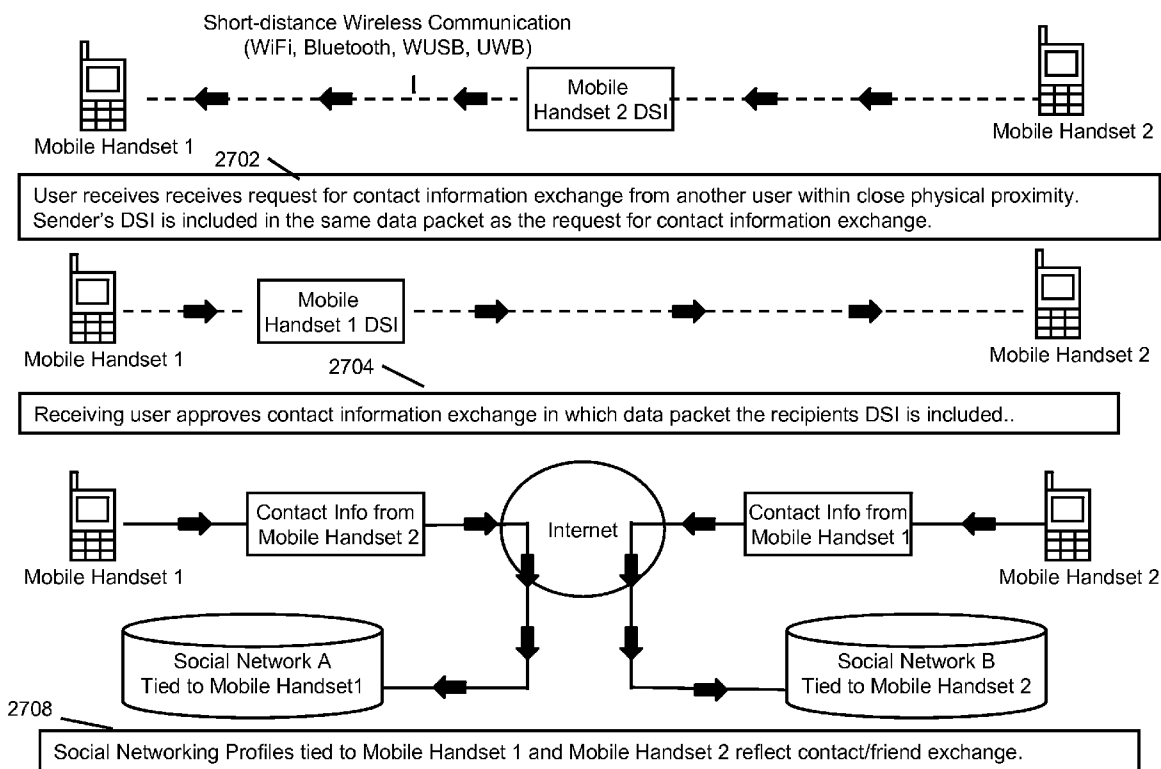 Short-distance Wireless Communication
(WiFi, Bluetooth, WUSB, UWB)
Mobile
Handset 2 DSI
Mobile Handset 1
Mobile Handset 2
2702
User receives receives request for contact information exchange from another user within close physical proximity.
Sender's DSI is included in the same data packet as the request for contact information exchange.
Mobile
Handset 1 DSI
Mobile Handset 1
Mobile Handset 2
2704
Receiving user approves contact information exchange in which data packet the recipients DSI is included..
Contact Info from
Mobile Handset 2
Internet
Contact Info from
Mobile Handset 1
Mobile Handset 1
Mobile Handset 2
Social Network A
Tied to Mobile Handset1
Social Network B
Tied to Mobile Handset 2
2708
Social Networking Profiles tied to Mobile Handset 1 and Mobile Handset 2 reflect contact/friend exchange.